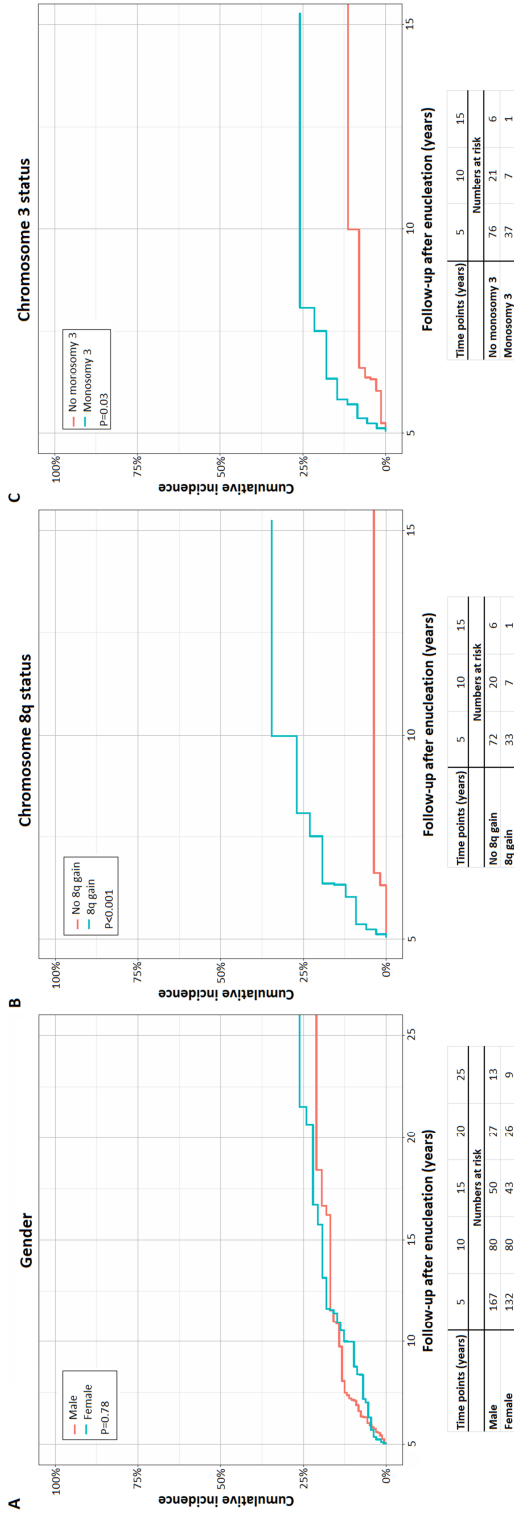 A
Gender
Male
Female
P=0.78
100%
75%
50%
25%
0%
Cumulative incidence
5
10
15
20
25
Follow-up after enucleation (years)
Time points (years) 5 10 15 20 25
Numbers at risk
Male 167 80 50 27 13
Female 132 80 43 26 9
B
Chromosome 8q status
No 8q gain
8q gain
P<0.001
100%
75%
50%
25%
0%
Cumulative incidence
5
10
15
Follow-up after enucleation (years)
Time points (years) 5 10 15
Numbers at risk
No 8q gain 72 20 6
8q gain 33 7 1
C
Chromosome 3 status
No morosomy 3
Monosomy 3
P=0.03
100%
75%
50%
25%
0%
Cumulative incidence
5
10
15
Follow-up after enucleation (years)
Time points (years) 5 10 15
Numbers at risk
No monosomy 3 76 21 6
Monosomy 3 37 7 1